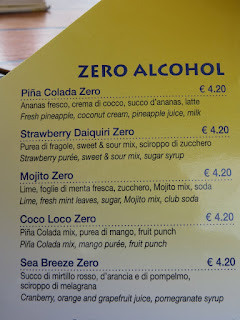 ZERO ALCOHOL
Piña Colada Zero € 4.20
Ananas fresco, crema di cocco, succo d'ananas, latte
Fresh pineapple, coconut cream, pineapple juice, milk
Strawberry Daiquiri Zero € 4.20
Purea di fragole, sweet & sour mix, sciroppo di zucchero
Strawberry purée, sweet & sour mix, sugar syrup
Mojito Zero € 4.20
Lime, foglie di menta fresca, zucchero, Mojito mix, soda
Lime, fresh mint leaves, sugar, Mojito mix, club soda
Coco Loco Zero € 4.20
Piña Colada mix, purea di mango, fruit punch
Piña Colada mix, mango purée, fruit punch
Sea Breeze Zero € 4.20
Succo di mirtillo rosso, d'arancia e di pompelmo,
sciroppo di melagrana
Cranberry, orange and grapefruit juice, pomegranate syrup